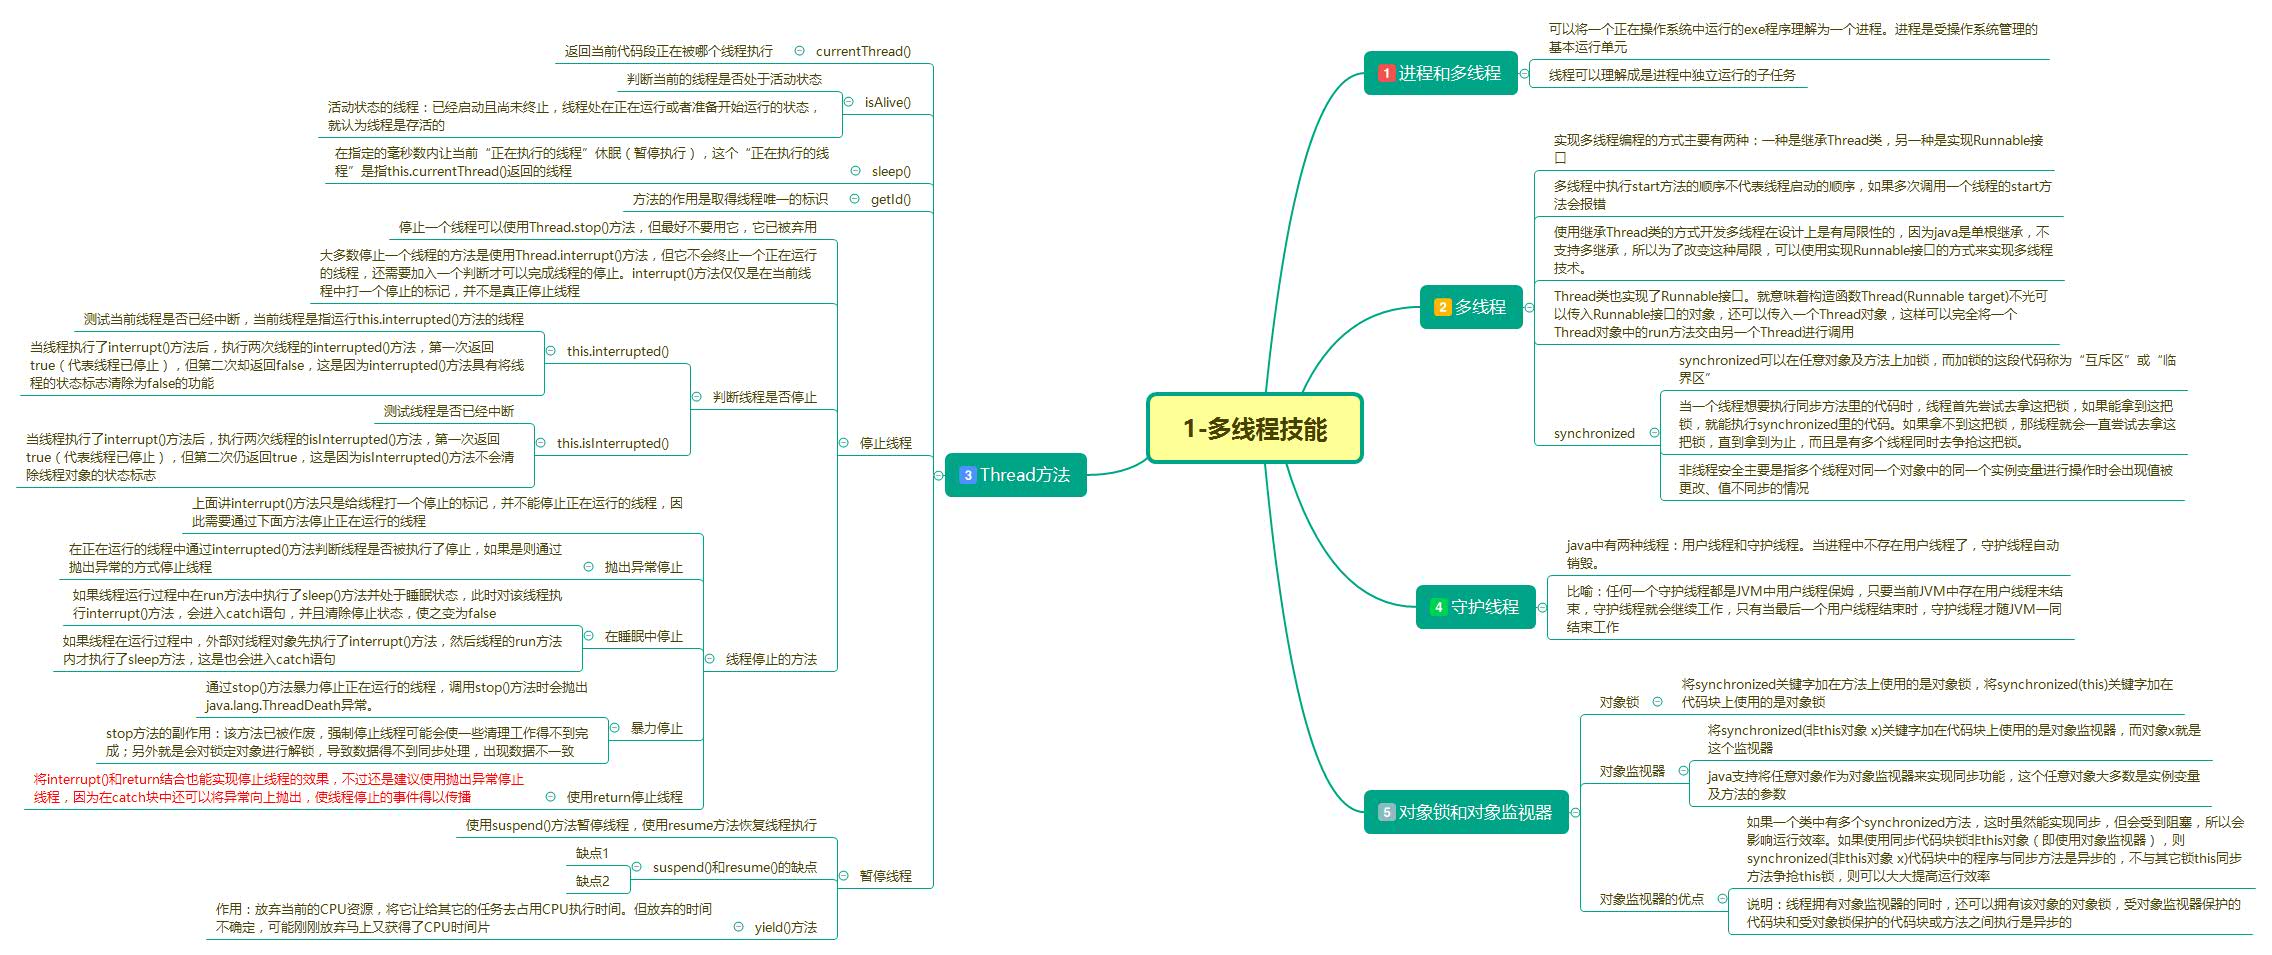 1-多线程技能
1 进程和多线程
可以将一个正在操作系统中运行的exe程序理解为一个进程。进程是受操作系统管理的
基本运行单元
线程可以理解成是进程中独立运行的子任务
2 多线程
实现多线程编程的方式主要有两种：一种是继承Thread类，另一种是实现Runnable接
口
多线程中执行start方法的顺序不代表线程启动的顺序，如果多次调用一个线程的start方
法会报错
使用继承Thread类的方式开发多线程在设计上是有局限性的，因为java是单根继承，不
支持多继承，所以为了改变这种局限，可以使用实现Runnable接口的方式来实现多线程
技术。
Thread类也实现了Runnable接口。就意味着构造函数Thread(Runnable target)不光可
以传入Runnable接口的对象，还可以传入一个Thread对象，这样可以完全将一个
Thread对象中的run方法交由另一个Thread进行调用
synchronized
synchronized可以在任意对象及方法上加锁，而加锁的这段代码称为“互斥区”或“临
界区”
当一个线程想要执行同步方法里的代码时，线程首先尝试去拿这把锁，如果能拿到这把
锁，就能执行synchronized里的代码。如果拿不到这把锁，那线程就会一直尝试去拿这
把锁，直到拿到为止，而且是有多个线程同时去争抢这把锁。
非线程安全主要是指多个线程对同一个对象中的同一个实例变量进行操作时会出现值被
更改、值不同步的情况
3 Thread方法
currentThread()
返回当前代码段正在被哪个线程执行
isAlive()
判断当前的线程是否处于活动状态
活动状态的线程：已经启动且尚未终止，线程处在正在运行或者准备开始运行的状态，
就认为线程是存活的
sleep()
在指定的毫秒数内让当前“正在执行的线程”休眠（暂停执行），这个“正在执行的线
程”是指this.currentThread()返回的线程
getId()
方法的作用是取得线程唯一的标识
停止线程
停止一个线程可以使用Thread.stop()方法，但最好不要用它，它已被弃用
大多数停止一个线程的方法是使用Thread.interrupt()方法，但它不会终止一个正在运行
的线程，还需要加入一个判断才可以完成线程的停止。interrupt()方法仅仅是在当前线
程中打一个停止的标记，并不是真正停止线程
判断线程是否停止
this.interrupted()
测试当前线程是否已经中断，当前线程是指运行this.interrupted()方法的线程
当线程执行了interrupt()方法后，执行两次线程的interrupted()方法，第一次返回
true（代表线程已停止），但第二次却返回false，这是因为interrupted()方法具有将线
程的状态标志清除为false的功能
this.isInterrupted()
测试线程是否已经中断
当线程执行了interrupt()方法后，执行两次线程的isInterrupted()方法，第一次返回
true（代表线程已停止），但第二次仍返回true，这是因为isInterrupted()方法不会清
除线程对象的状态标志
线程停止的方法
上面讲interrupt()方法只是给线程打一个停止的标记，并不能停止正在运行的线程，因
此需要通过下面方法停止正在运行的线程
抛出异常停止
在正在运行的线程中通过interrupted()方法判断线程是否被执行了停止，如果是则通过
抛出异常的方式停止线程
在睡眠中停止
如果线程运行过程中在run方法中执行了sleep()方法并处于睡眠状态，此时对该线程执
行interrupt()方法，会进入catch语句，并且清除停止状态，使之变为false
如果线程在运行过程中，外部对线程对象先执行了interrupt()方法，然后线程的run方法
内才执行了sleep方法，这是也会进入catch语句
暴力停止
通过stop()方法暴力停止正在运行的线程，调用stop()方法时会抛出
java.lang.ThreadDeath异常。
stop方法的副作用：该方法已被作废，强制停止线程可能会使一些清理工作得不到完
成；另外就是会对锁定对象进行解锁，导致数据得不到同步处理，出现数据不一致
使用return停止线程
将interrupt()和return结合也能实现停止线程的效果，不过还是建议使用抛出异常停止
线程，因为在catch块中还可以将异常向上抛出，使线程停止的事件得以传播
暂停线程
使用suspend()方法暂停线程，使用resume方法恢复线程执行
suspend()和resume()的缺点
缺点1
缺点2
yield()方法
作用：放弃当前的CPU资源，将它让给其它的任务去占用CPU执行时间。但放弃的时间
不确定，可能刚刚放弃马上又获得了CPU时间片
4 守护线程
java中有两种线程：用户线程和守护线程。当进程中不存在用户线程了，守护线程自动
销毁。
比喻：任何一个守护线程都是JVM中用户线程保姆，只要当前JVM中存在用户线程未结
束，守护线程就会继续工作，只有当最后一个用户线程结束时，守护线程才随JVM一同
结束工作
5 对象锁和对象监视器
对象锁
将synchronized关键字加在方法上使用的是对象锁，将synchronized(this)关键字加在
代码块上使用的是对象锁
对象监视器
将synchronized(非this对象 x)关键字加在代码块上使用的是对象监视器，而对象x就是
这个监视器
java支持将任意对象作为对象监视器来实现同步功能，这个任意对象大多数是实例变量
及方法的参数
对象监视器的优点
如果一个类中有多个synchronized方法，这时虽然能实现同步，但会受到阻塞，所以会
影响运行效率。如果使用同步代码块锁非this对象（即使用对象监视器），则
synchronized(非this对象 x)代码块中的程序与同步方法是异步的，不与其它锁this同步
方法争抢this锁，则可以大大提高运行效率
说明：线程拥有对象监视器的同时，还可以拥有该对象的对象锁，受对象监视器保护的
代码块和受对象锁保护的代码块或方法之间执行是异步的